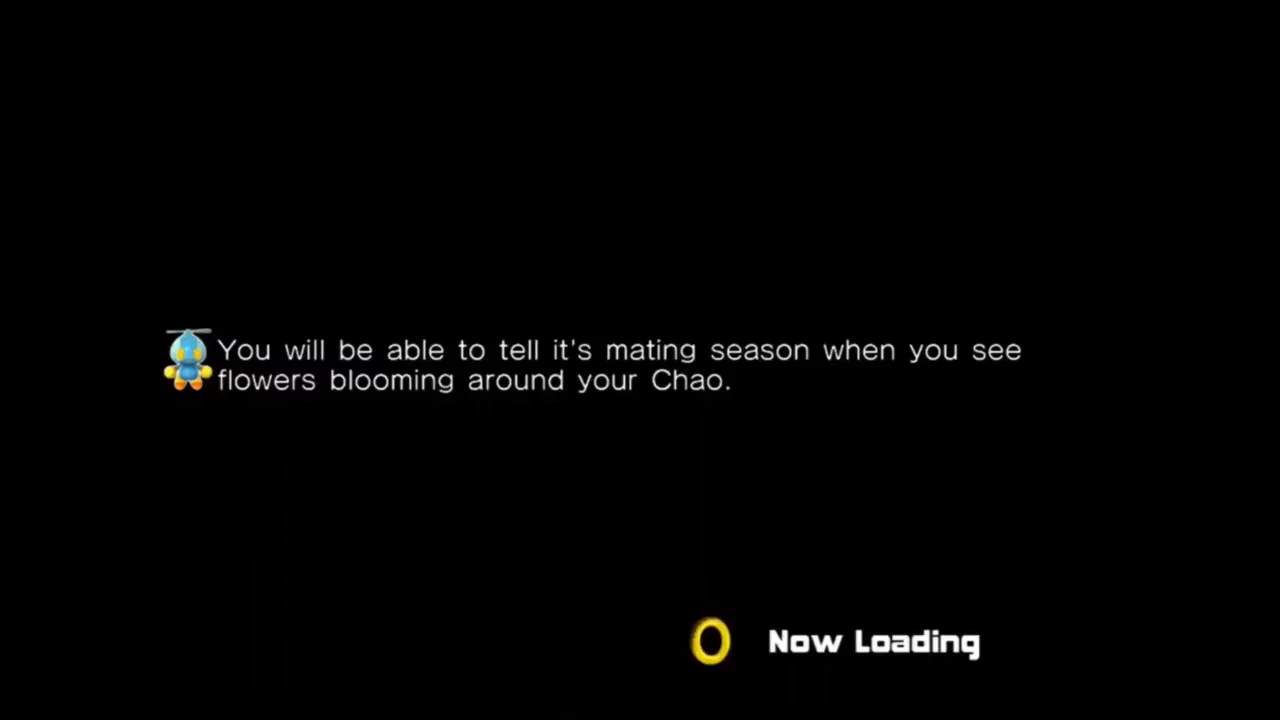 You will be able to tell it's mating season when you see
flowers blooming around your Chao.
Now Loading